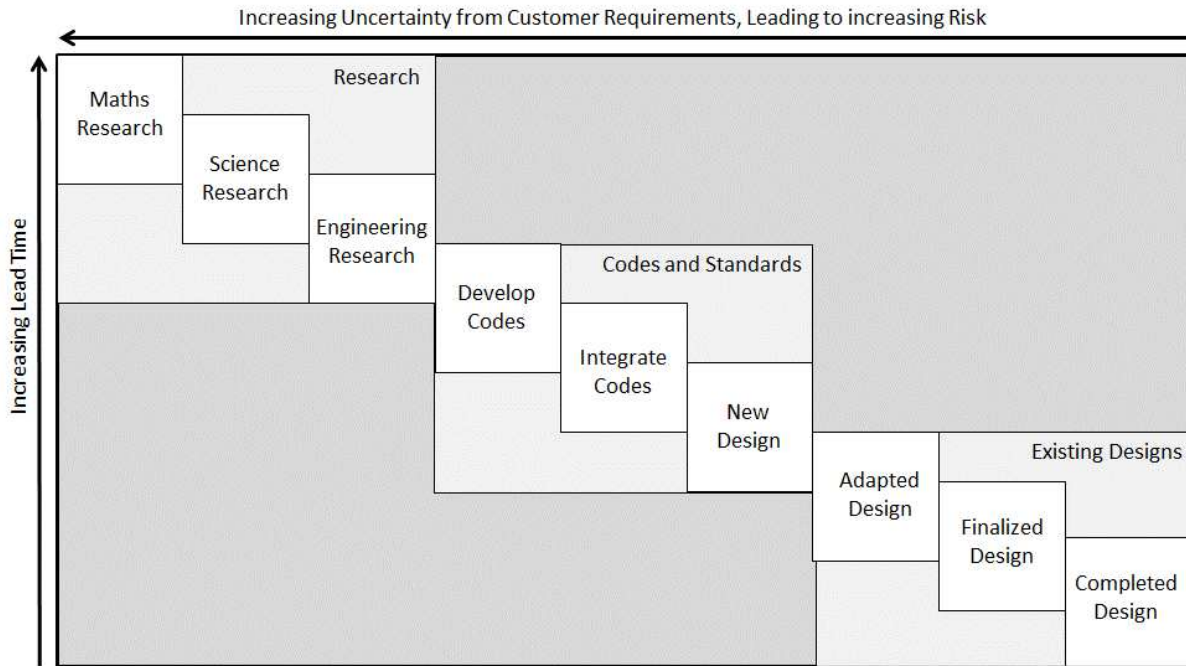 Increasing Uncertainty from Customer Requirements, Leading to increasing Risk
Increasing Lead Time
Research
Maths
Research
Science
Research
Engineering
Research
Codes and Standards
Develop
Codes
Integrate
Codes
New
Design
Existing Designs
Adapted
Design
Finalized
Design
Completed
Design